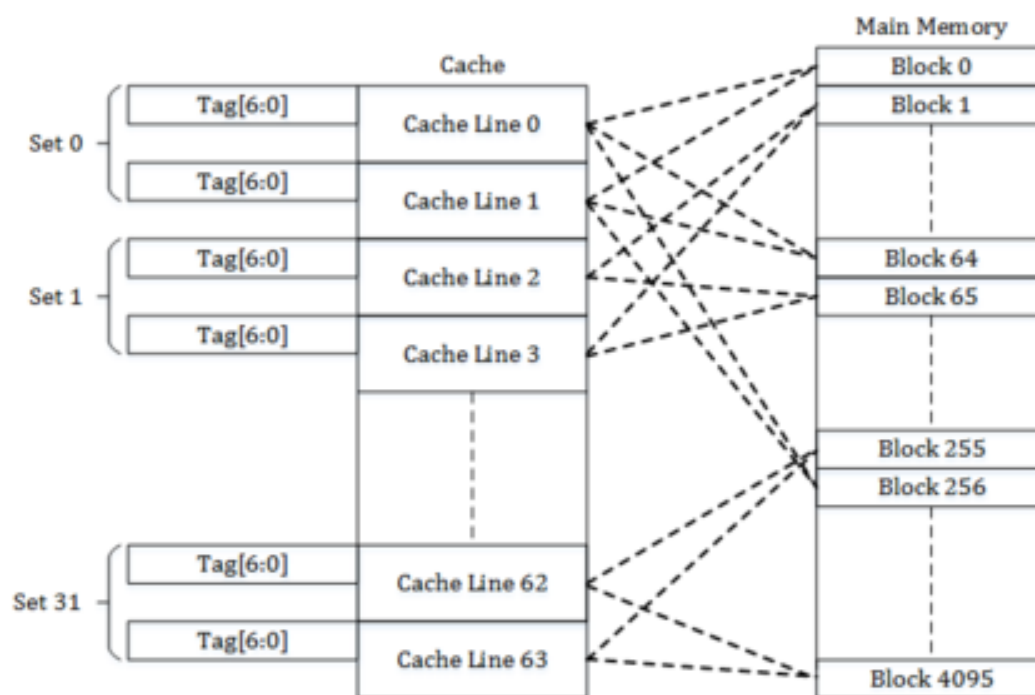 Main Memory
Cache
Block 0
Tag[6:0]
Cache Line 0
Block 1
Set 0
Tag[6:0]
Cache Line 1
Tag[6:0]
Cache Line 2
Block 64
Set 1
Block 65
Tag[6:0]
Cache Line 3
Block 255
Block 256
Tag[6:0]
Cache Line 62
Set 31
Tag[6:0]
Cache Line 63
Block 4095